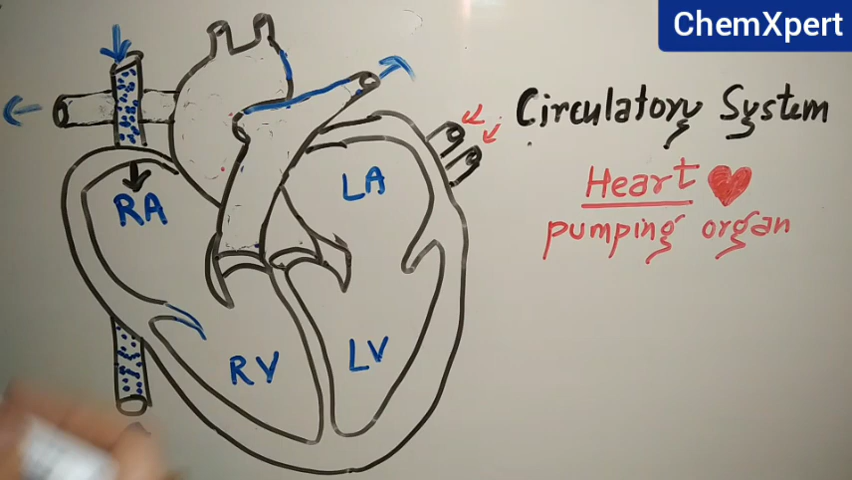 ChemXpert
Circulatory System
Heart
pumping organ
RA
LA
RV
LV